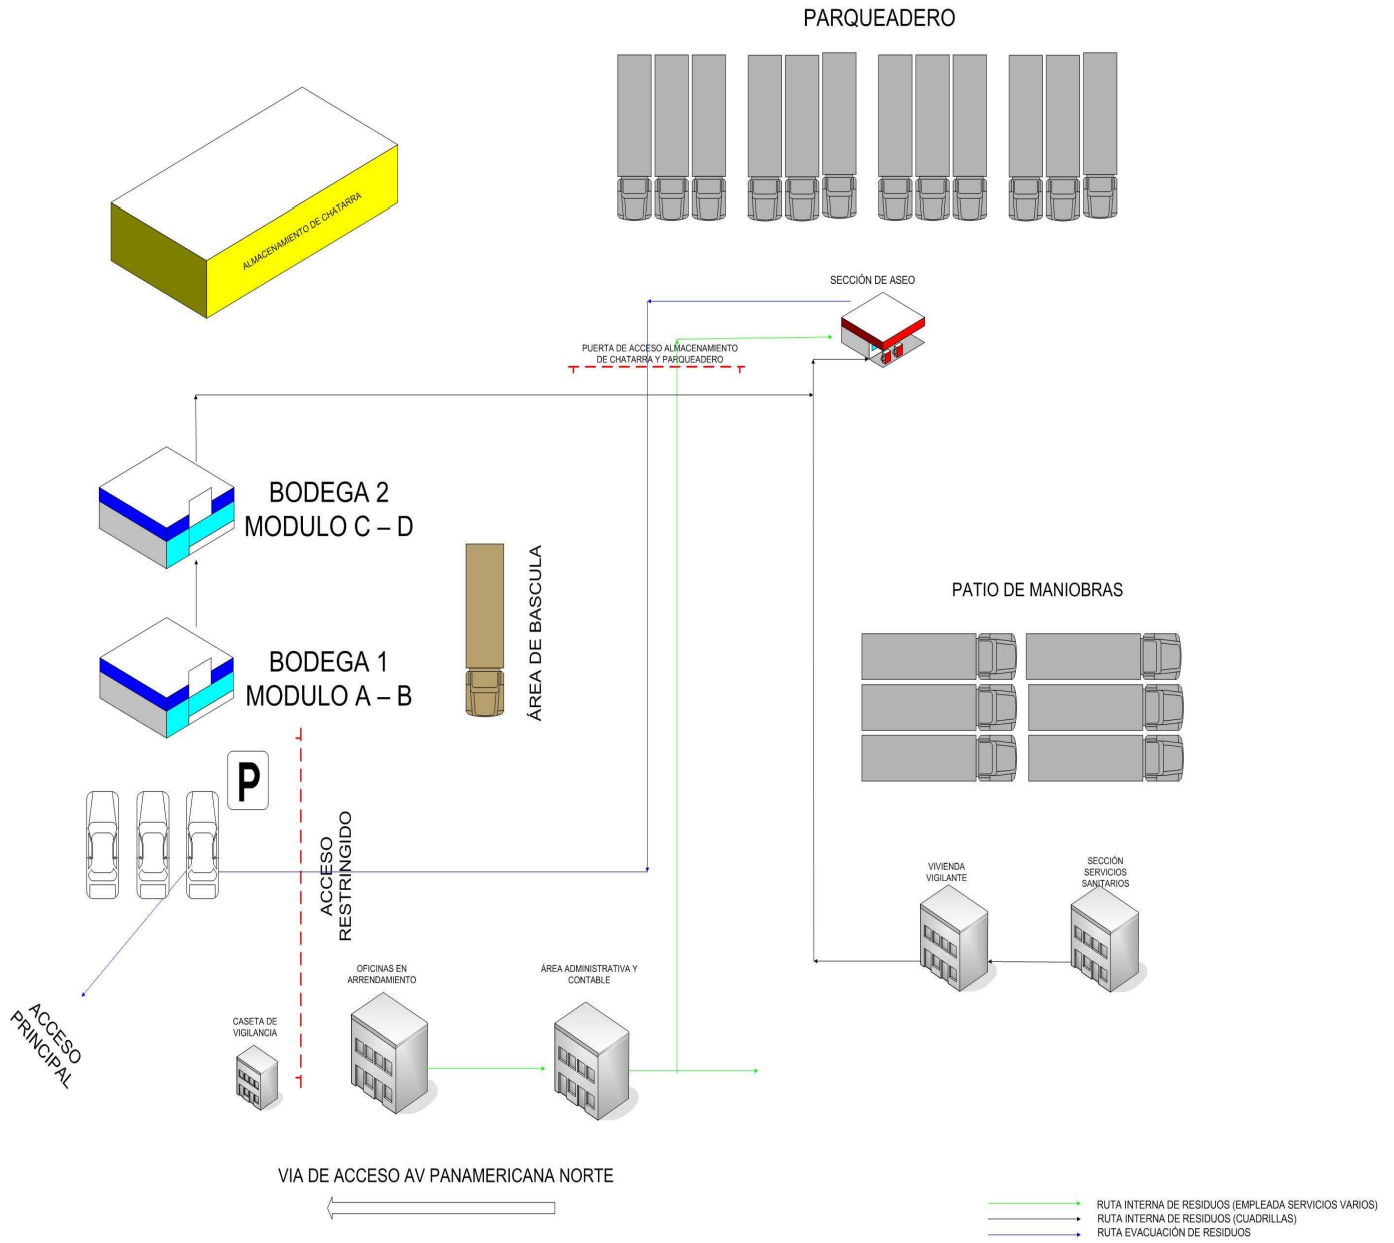 PARQUEADERO
ALMACENAMIENTO DE CHATARRA
SECCIÓN DE ASEO
PUERTA DE ACCESO ALMACENAMIENTO
DE CHATARRA Y PARQUEADERO
BODEGA 2
MODULO C – D
ÁREA DE BASCULA
PATIO DE MANIOBRAS
BODEGA 1
MODULO A – B
P
ACCESO
RESTRINGIDO
VIVIENDA
VIGILANTE
SECCIÓN
SERVICIOS
SANITARIOS
OFICINAS EN
ARRENDAMIENTO
ÁREA ADMINISTRATIVA Y
CONTABLE
ACCESO
PRINCIPAL
CASETA DE
VIGILANCIA
VIA DE ACCESO AV PANAMERICANA NORTE
RUTA INTERNA DE RESIDUOS (EMPLEADA SERVICIOS VARIOS)
RUTA INTERNA DE RESIDUOS (CUADRILLAS)
RUTA EVACUACIÓN DE RESIDUOS